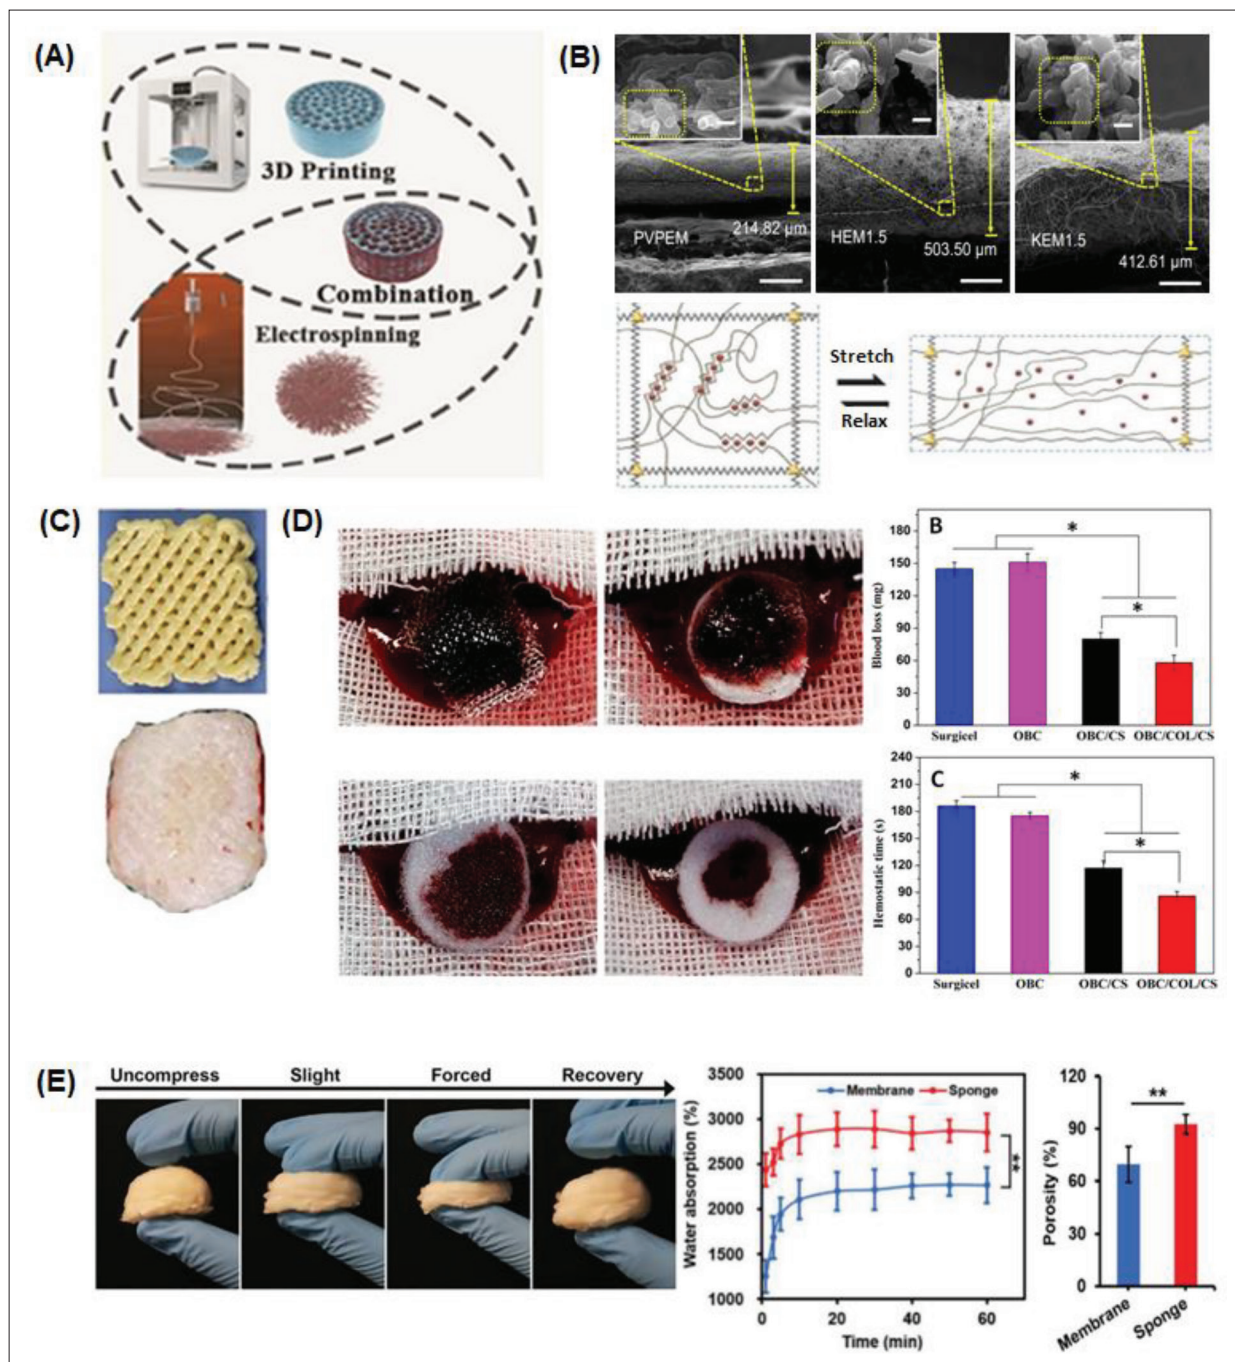 (A)
3D Printing
Combination
Electrospinning
(B)
PVPEM
214.82 μm
HEM1.5
503.50 μm
KEM1.5
412.61 μm
Stretch
Relax
(C)
(D)
B
Blood loss (mg)
180
150
120
90
60
30
0
*
*
Surgicel
OBC
OBC/CS
OBC/COL/CS
C
Hemostatic time (s)
240
210
180
150
120
90
60
30
0
*
*
Surgicel
OBC
OBC/CS
OBC/COL/CS
(E)
Uncompress
Slight
Forced
Recovery
Water absorption (%)
3500
3000
2500
2000
1500
1000
Membrane
Sponge
**
0
20
40
60
Time (min)
Porosity (%)
120
90
60
30
0
**
Membrane
Sponge